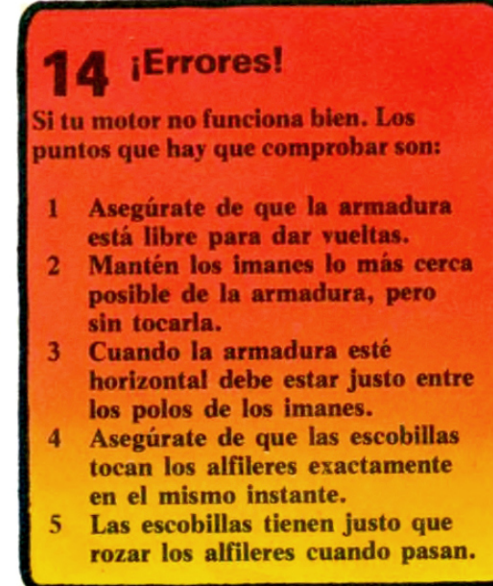 14 ¡Errores!
Si tu motor no funciona bien. Los
puntos que hay que comprobar son:
1 Asegúrate de que la armadura
está libre para dar vueltas.
2 Mantén los imanes lo más cerca
posible de la armadura, pero
sin tocarla.
3 Cuando la armadura esté
horizontal debe estar justo entre
los polos de los imanes.
4 Asegúrate de que las escobillas
tocan los alfileres exactamente
en el mismo instante.
5 Las escobillas tienen justo que
rozar los alfileres cuando pasan.